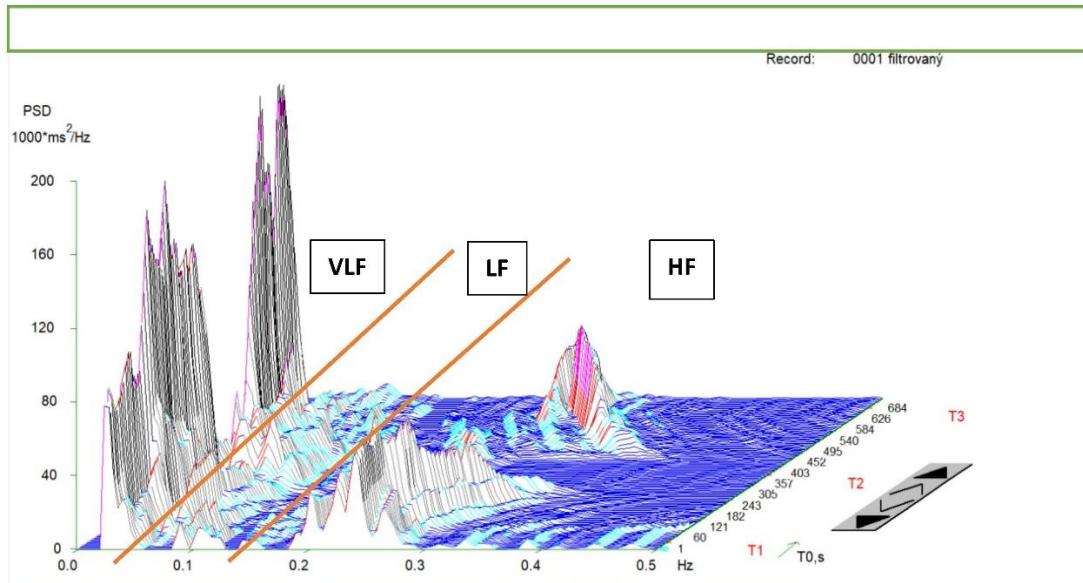 Record: 0001 filtrovaný
PSD
1000*ms²/Hz
200
160
120
80
40
0
VLF
LF
HF
0.0 0.1 0.2 0.3 0.4 0.5 Hz
1
60
121
182
243
305
357
403
452
495
540
584
626
684
T1
T2
T3
T0,s